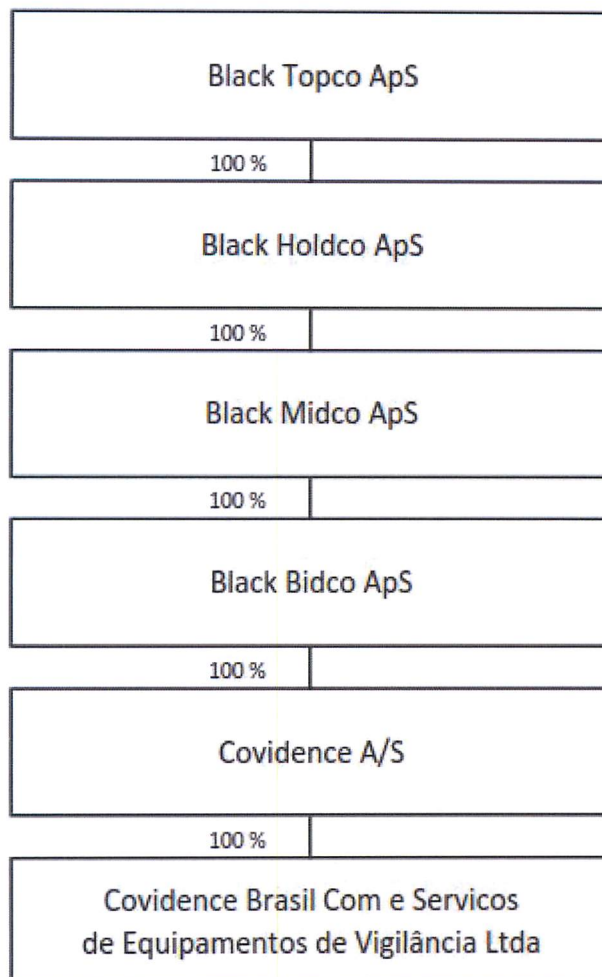 Black Topco ApS
100 %
Black Holdco ApS
100 %
Black Midco ApS
100 %
Black Bidco ApS
100 %
Covidence A/S
100 %
Covidence Brasil Com e Servicos
de Equipamentos de Vigilância Ltda